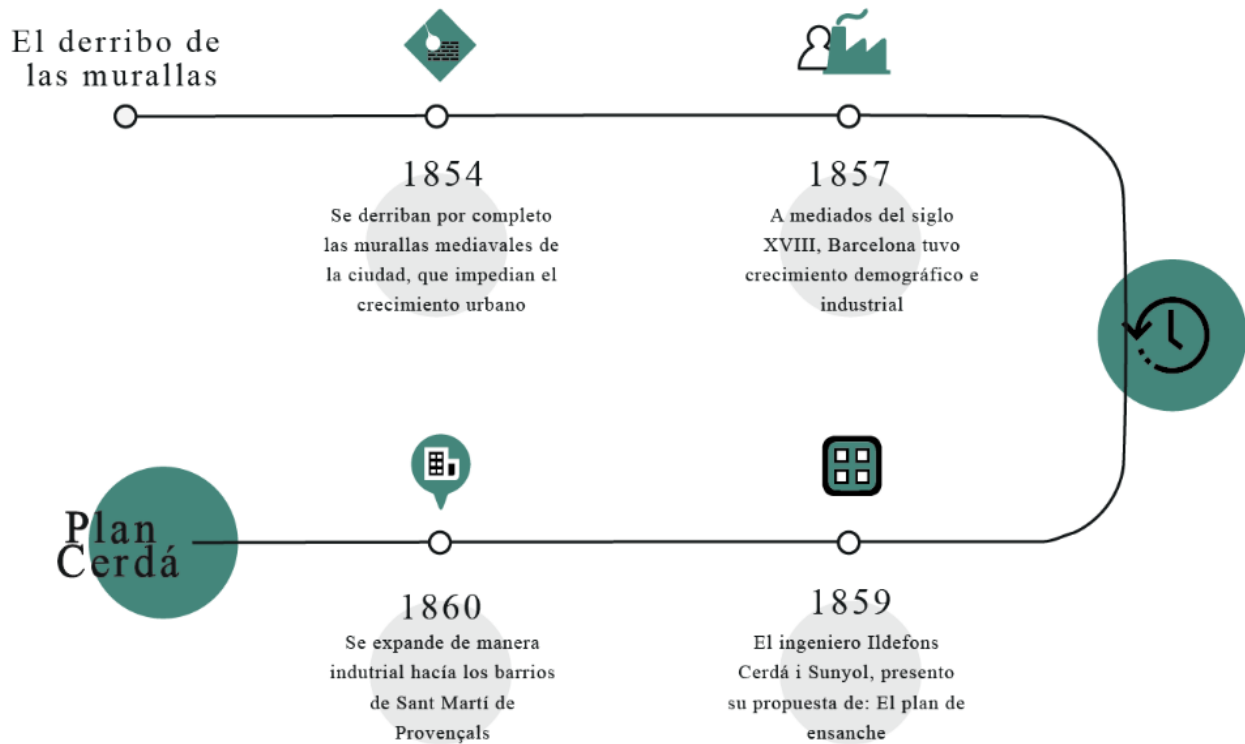 El derribo de
las murallas
1854
Se derriban por completo
las murallas mediavales de
la ciudad, que impedian el
crecimiento urbano
1857
A mediados del siglo
XVIII, Barcelona tuvo
crecimiento demográfico e
industrial
1859
El ingeniero Ildefons
Cerdá i Sunyol, presento
su propuesta de: El plan de
ensanche
1860
Se expande de manera
indutrial hacía los barrios
de Sant Martí de
Provençals
Plan
Cerdá